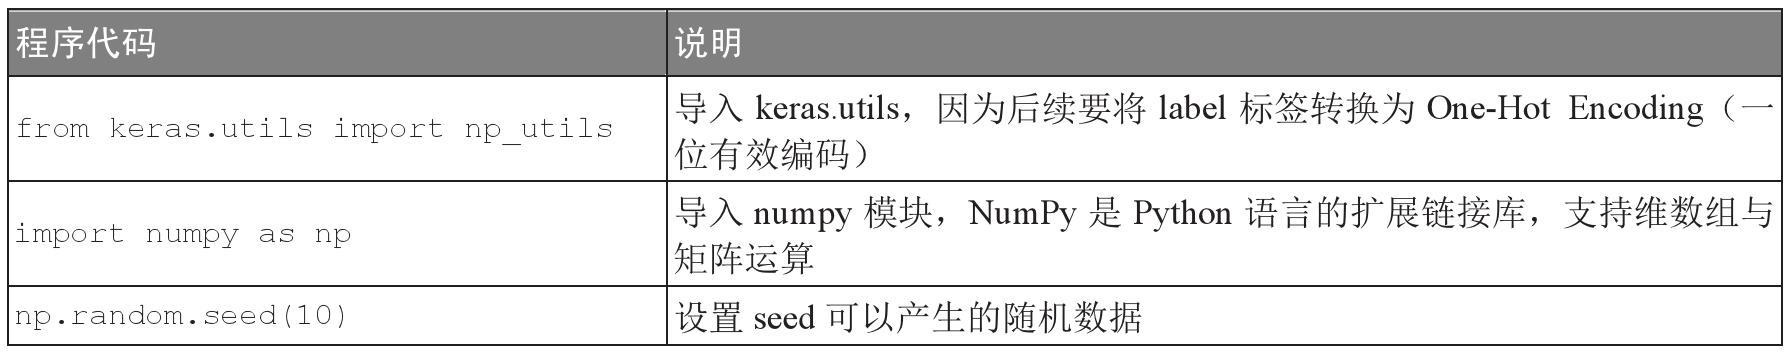 程序代码
说明
from keras.utils import np_utils
导入 keras.utils，因为后续要将 label 标签转换为 One-Hot Encoding（一
位有效编码）
import numpy as np
导入 numpy 模块，NumPy 是 Python 语言的扩展链接库，支持维数组与
矩阵运算
np.random.seed(10)
设置 seed 可以产生的随机数据